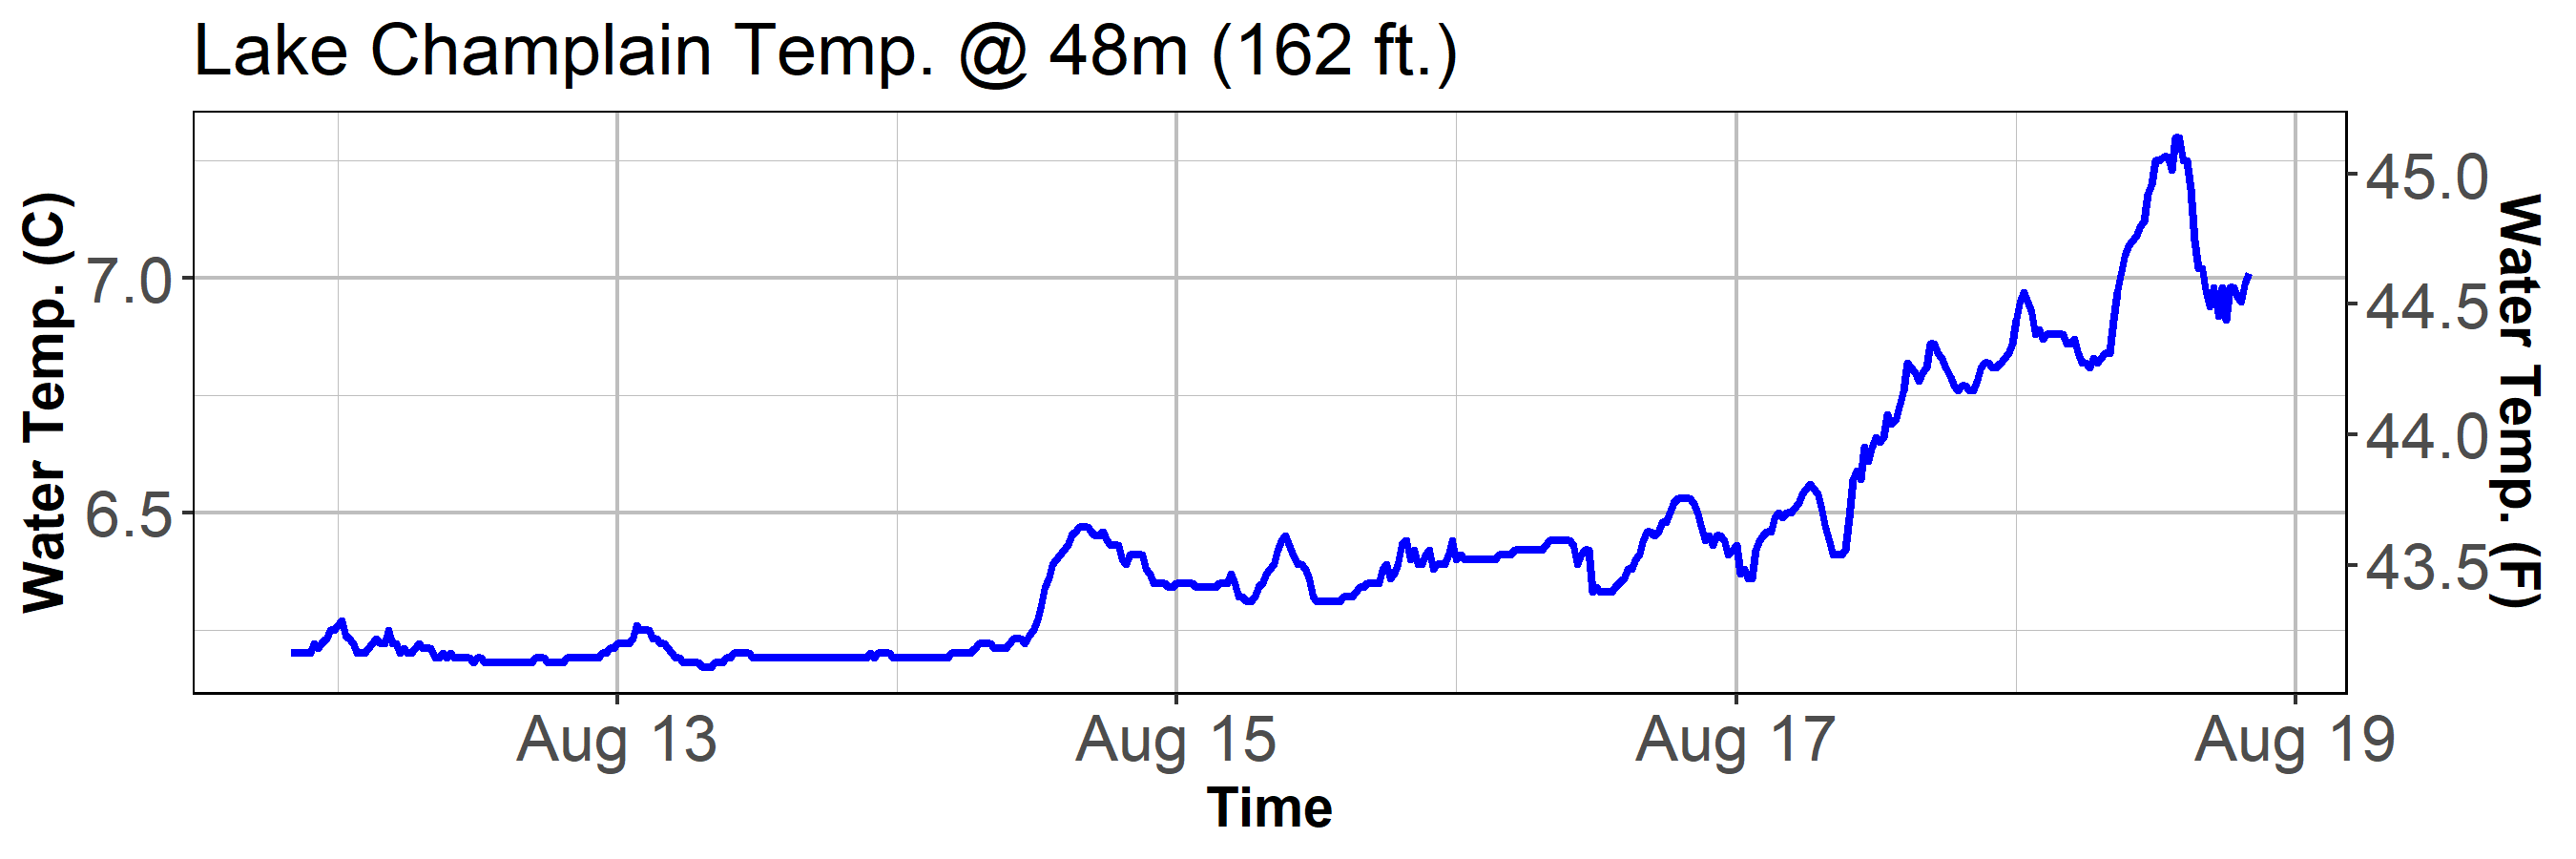 Lake Champlain Temp. @ 48m (162 ft.)
Water Temp. (C)
7.0
6.5
45.0
44.5
44.0
43.5
Water Temp. (F)
Aug 13
Aug 15
Aug 17
Aug 19
Time